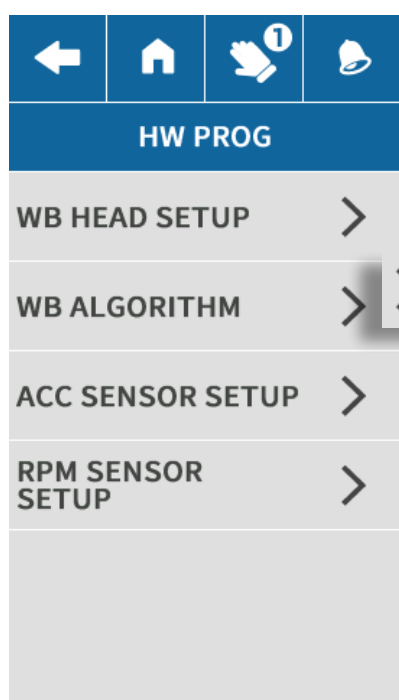 1
HW PROG
WB HEAD SETUP
WB ALGORITHM
ACC SENSOR SETUP
RPM SENSOR
SETUP